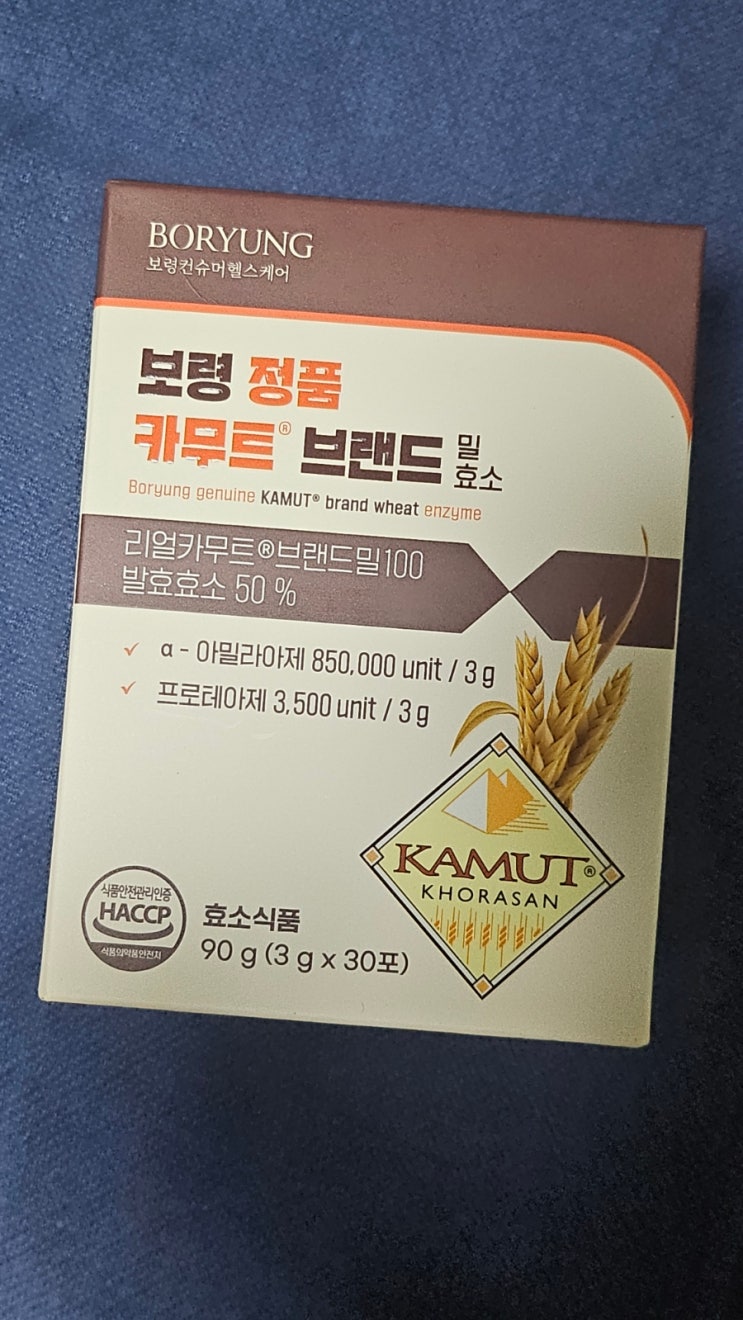 BORYUNG
보령컨슈머헬스케어
보령 정품
카무트® 브랜드 밀 효소
Boryung genuine KAMUT® brand wheat enzyme
리얼카무트®브랜드밀100
발효효소 50 %
α - 아밀라아제 850,000 unit / 3 g
프로테아제 3,500 unit / 3 g
KAMUT®
KHORASAN
식품안전관리인증
HACCP
식품의약품안전처
효소식품
90 g (3 g x 30포)